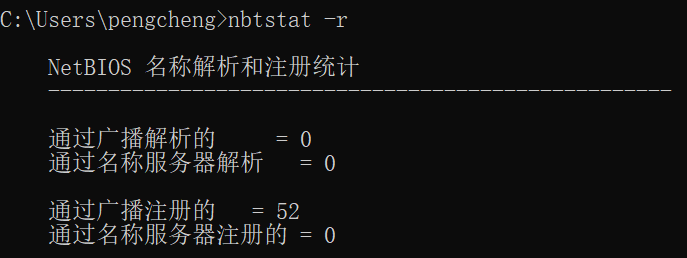 C:\Users\pengcheng>nbtstat -r
NetBIOS 名称解析和注册统计
----------------------------------------------------
通过广播解析的     = 0
通过名称服务器解析   = 0
通过广播注册的   = 52
通过名称服务器注册的 = 0